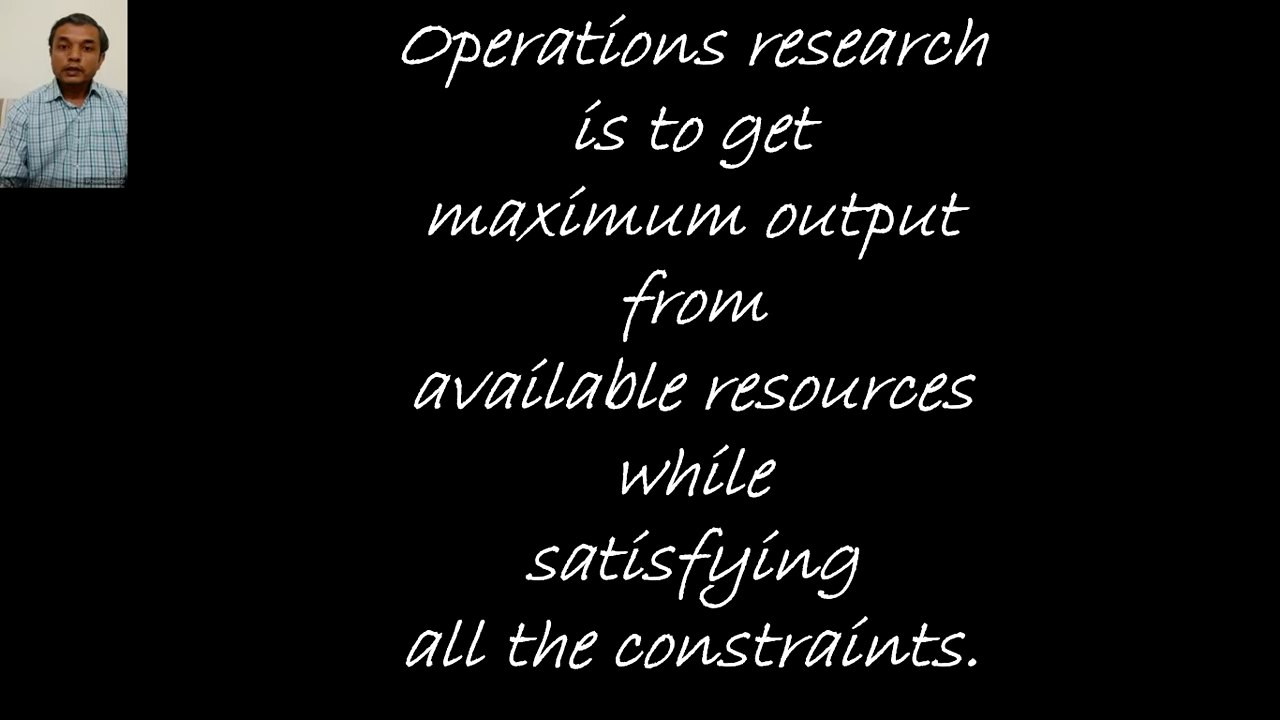 Operations research
is to get
maximum output
from
available resources
while
satisfying
all the constraints.